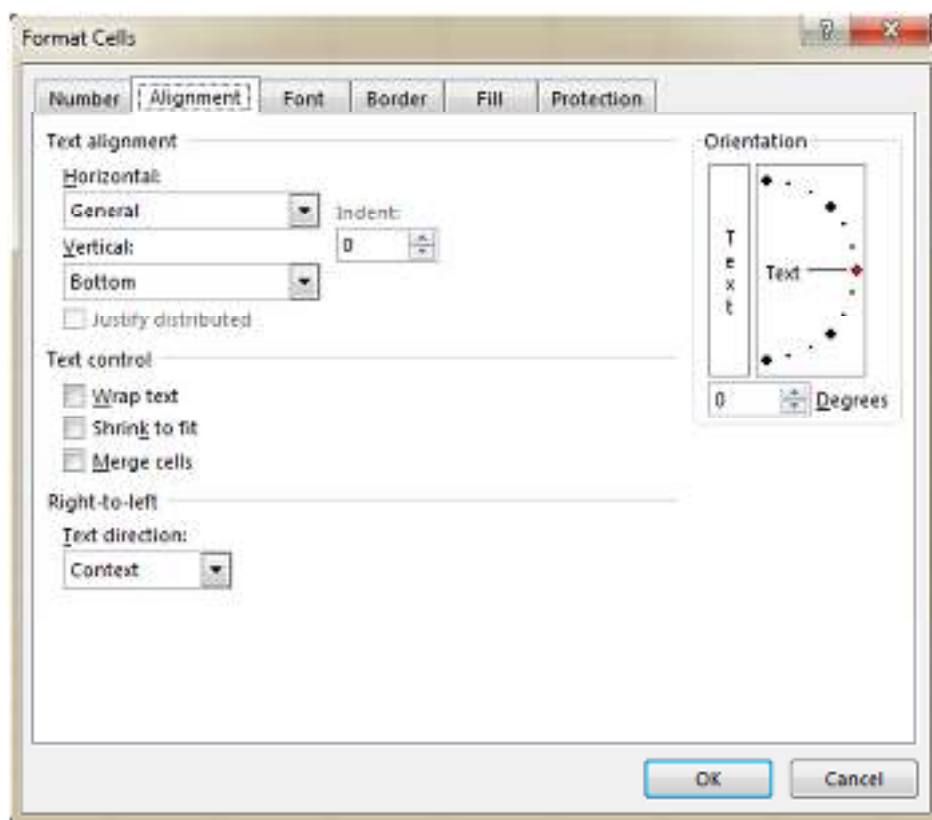 Format Cells
?
Number Alignment Font Border Fill Protection
Text alignment
Horizontal:
General
Indent:
Vertical:
0
Bottom
Justify distributed
Text control
Wrap text
Shrink to fit
Merge cells
Right-to-left
Text direction:
Context
Orientation
Text
Text
0 Degrees
OK Cancel